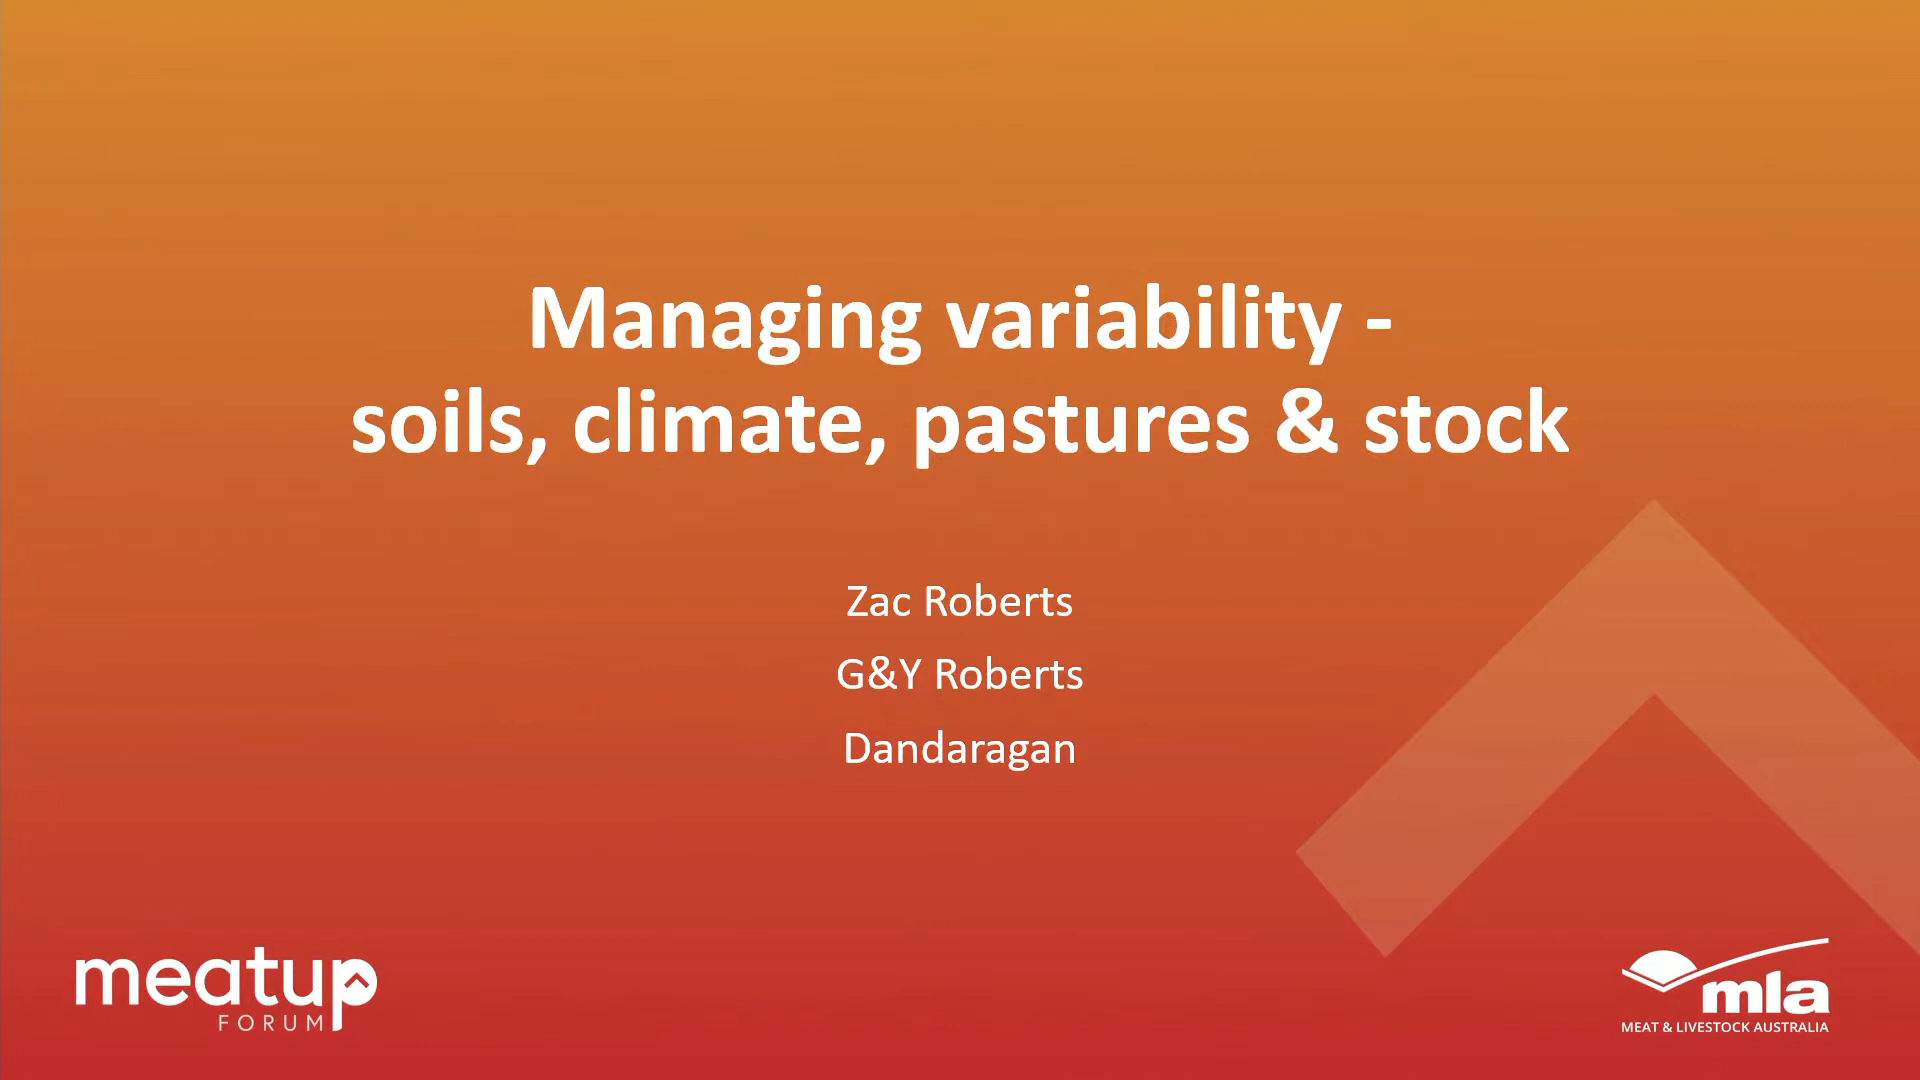 Managing variability -
soils, climate, pastures & stock
Zac Roberts
G&Y Roberts
Dandaragan
meatup
FORUM
mla
MEAT & LIVESTOCK AUSTRALIA